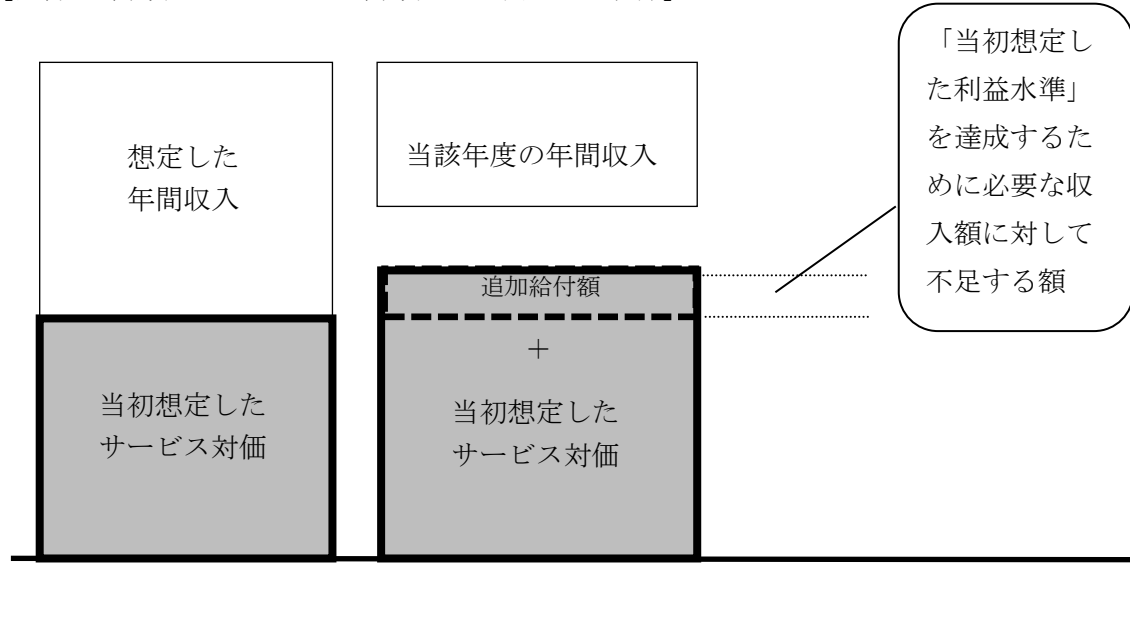 想定した
年間収入
当初想定した
サービス対価
当該年度の年間収入
追加給付額
＋
当初想定した
サービス対価
「当初想定し
た利益水準」
を達成するた
めに必要な収
入額に対して
不足する額